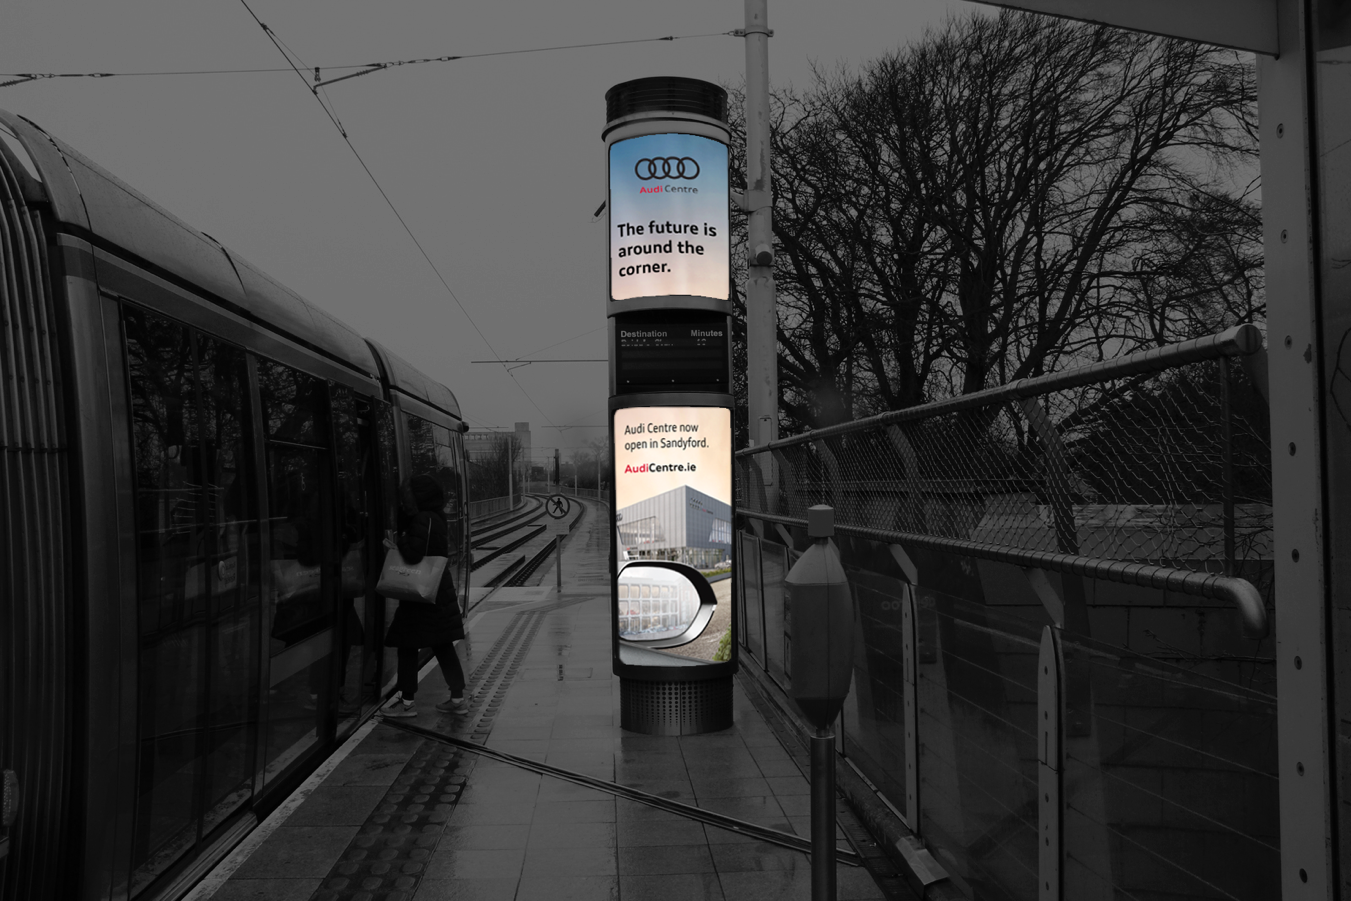 Audi Centre
The future is
around the
corner.
Destination Minutes
Audi Centre now
open in Sandyford.
AudiCentre.ie